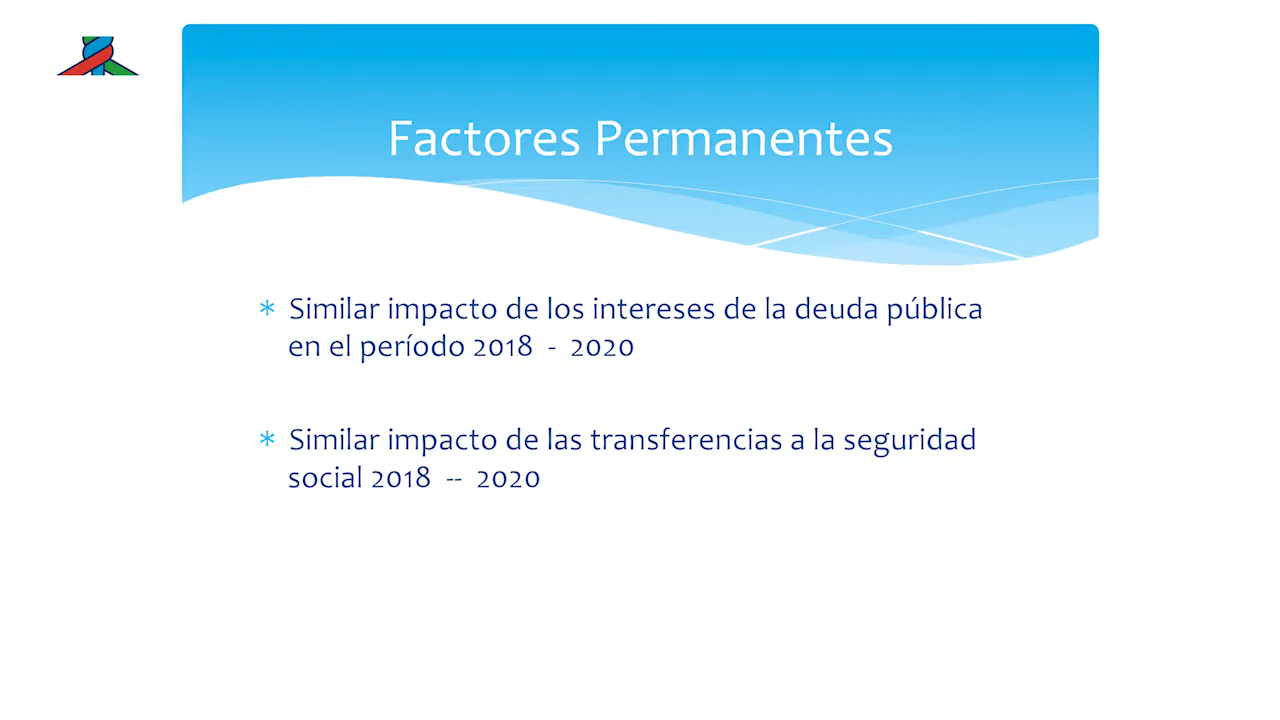 Factores Permanentes
* Similar impacto de los intereses de la deuda pública
en el período 2018 - 2020
* Similar impacto de las transferencias a la seguridad
social 2018 -- 2020